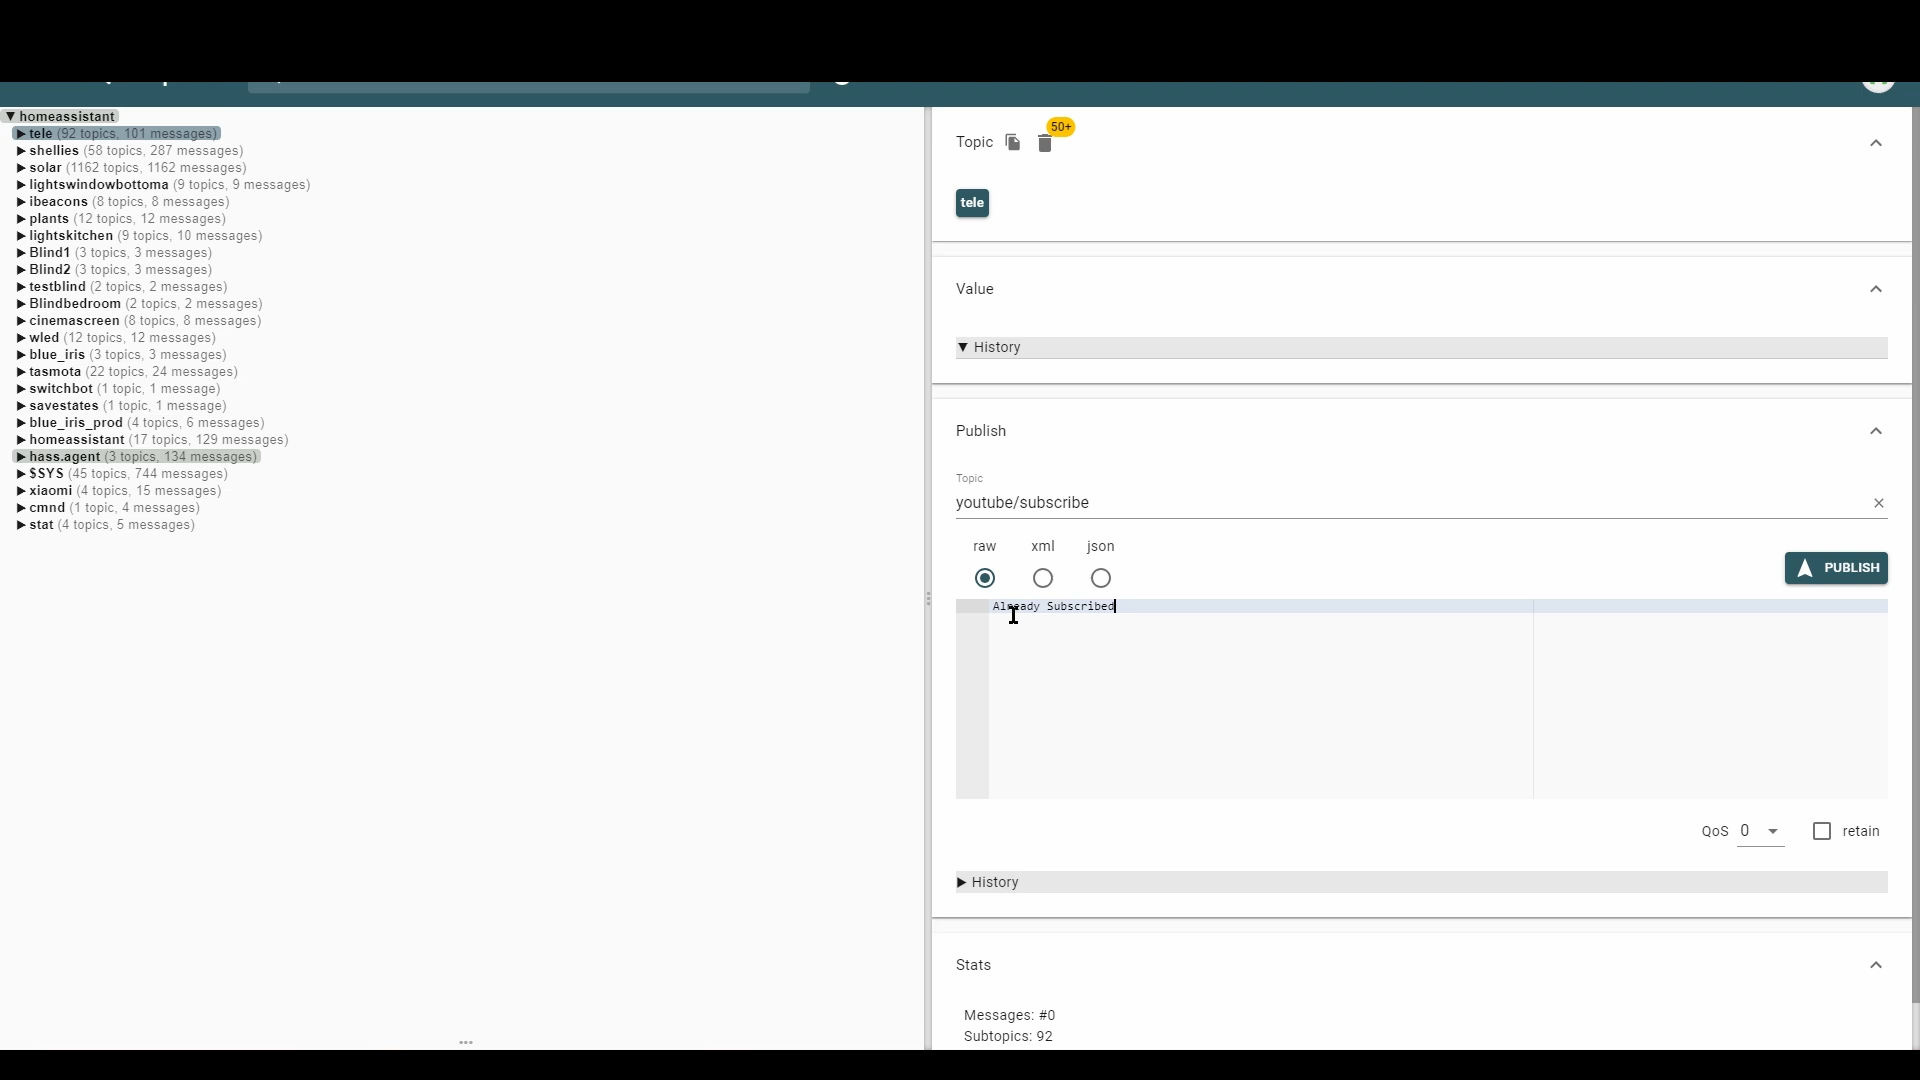 ▼ homeassistant
▶ tele (92 topics, 101 messages)
▶ shellies (58 topics, 287 messages)
▶ solar (1162 topics, 1162 messages)
▶ lightswindowbottoma (9 topics, 9 messages)
▶ ibeacons (8 topics, 8 messages)
▶ plants (12 topics, 12 messages)
▶ lightskitchen (9 topics, 10 messages)
▶ Blind1 (3 topics, 3 messages)
▶ Blind2 (3 topics, 3 messages)
▶ testblind (2 topics, 2 messages)
▶ Blindbedroom (2 topics, 2 messages)
▶ cinemascreen (8 topics, 8 messages)
▶ wled (12 topics, 12 messages)
▶ blue_iris (3 topics, 3 messages)
▶ tasmota (22 topics, 24 messages)
▶ switchbot (1 topic, 1 message)
▶ savestates (1 topic, 1 message)
▶ blue_iris_prod (4 topics, 6 messages)
▶ homeassistant (17 topics, 129 messages)
▶ hass.agent (3 topics, 134 messages)
▶ $SYS (45 topics, 744 messages)
▶ xiaomi (4 topics, 15 messages)
▶ cmnd (1 topic, 4 messages)
▶ stat (4 topics, 5 messages)
Topic 50+
tele
Value
▼ History
Publish
Topic
youtube/subscribe
raw xml json
PUBLISH
Already Subscribed
QoS 0 retain
▶ History
Stats
Messages: #0
Subtopics: 92